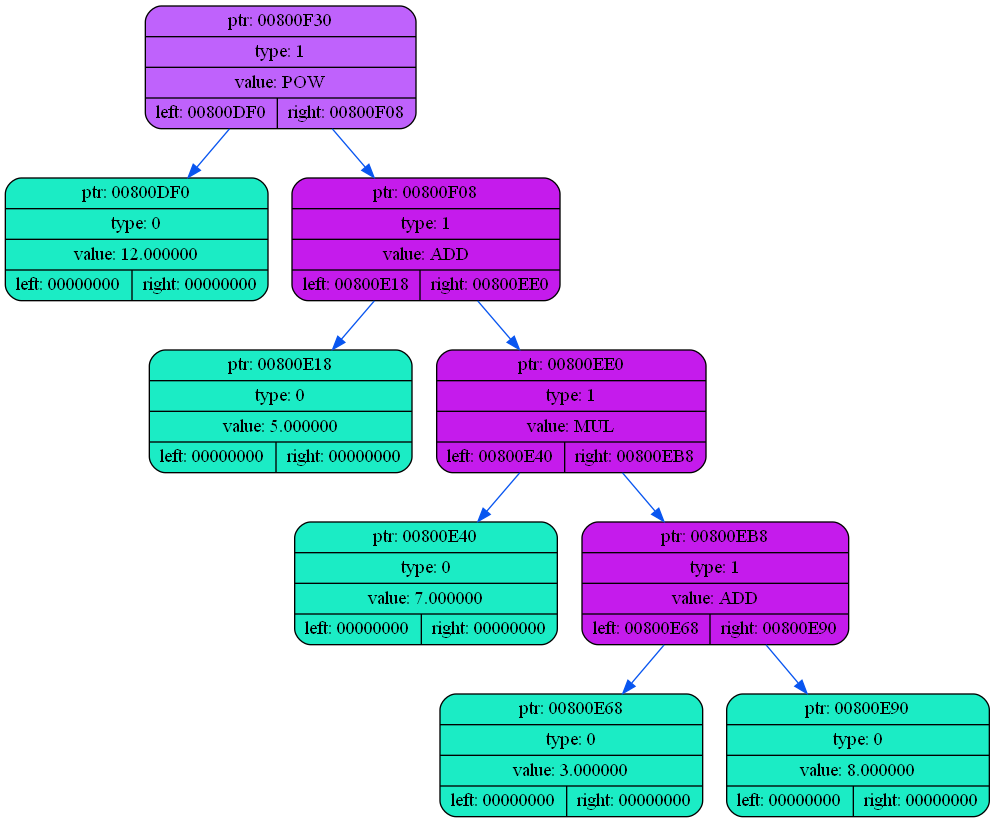 ptr: 00800F30
type: 1
value: POW
left: 00800DF0 right: 00800F08
ptr: 00800DF0
type: 0
value: 12.000000
left: 00000000 right: 00000000
ptr: 00800F08
type: 1
value: ADD
left: 00800E18 right: 00800EE0
ptr: 00800E18
type: 0
value: 5.000000
left: 00000000 right: 00000000
ptr: 00800EE0
type: 1
value: MUL
left: 00800E40 right: 00800EB8
ptr: 00800E40
type: 0
value: 7.000000
left: 00000000 right: 00000000
ptr: 00800EB8
type: 1
value: ADD
left: 00800E68 right: 00800E90
ptr: 00800E68
type: 0
value: 3.000000
left: 00000000 right: 00000000
ptr: 00800E90
type: 0
value: 8.000000
left: 00000000 right: 00000000